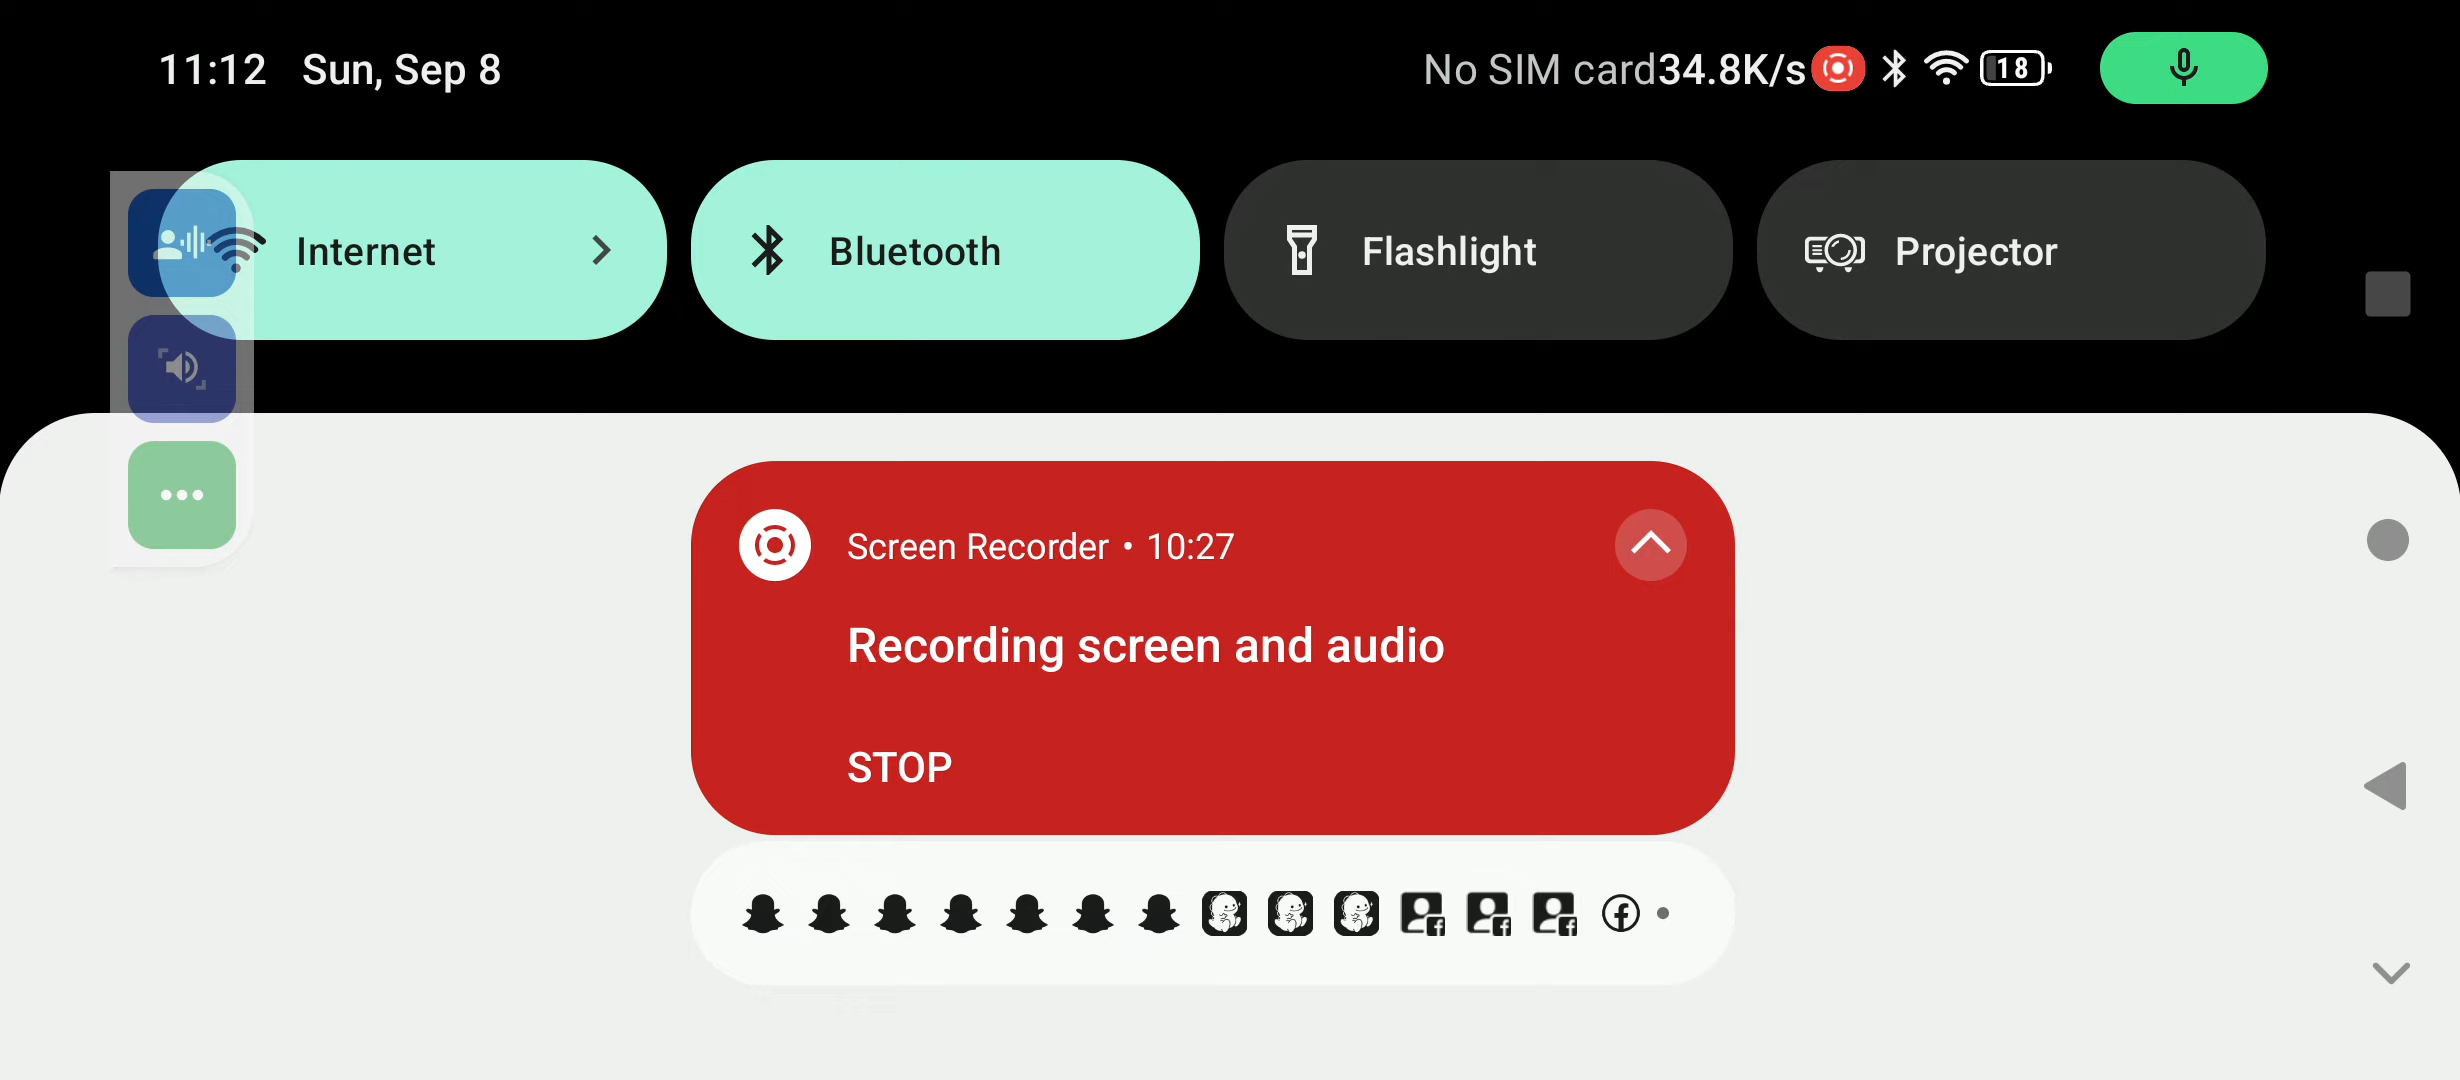 11:12 Sun, Sep 8 No SIM card34.8K/s 18
Internet Bluetooth Flashlight Projector
Screen Recorder • 10:27
Recording screen and audio
STOP